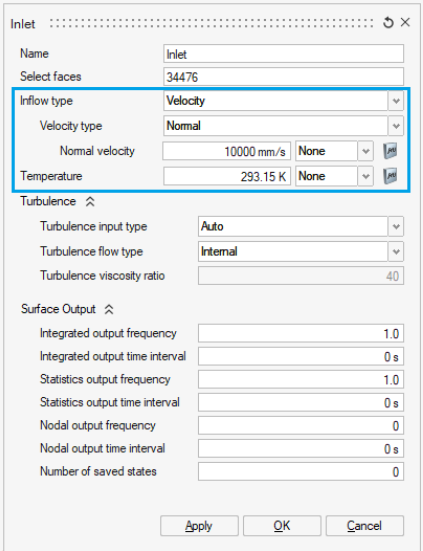 Inlet
Name Inlet
Select faces 34476
Inflow type Velocity
Velocity type Normal
Normal velocity 10000 mm/s None
Temperature 293.15 K None
Turbulence
Turbulence input type Auto
Turbulence flow type Internal
Turbulence viscosity ratio 40
Surface Output
Integrated output frequency 1.0
Integrated output time interval 0 s
Statistics output frequency 1.0
Statistics output time interval 0 s
Nodal output frequency 0
Nodal output time interval 0 s
Number of saved states 0
Apply OK Cancel